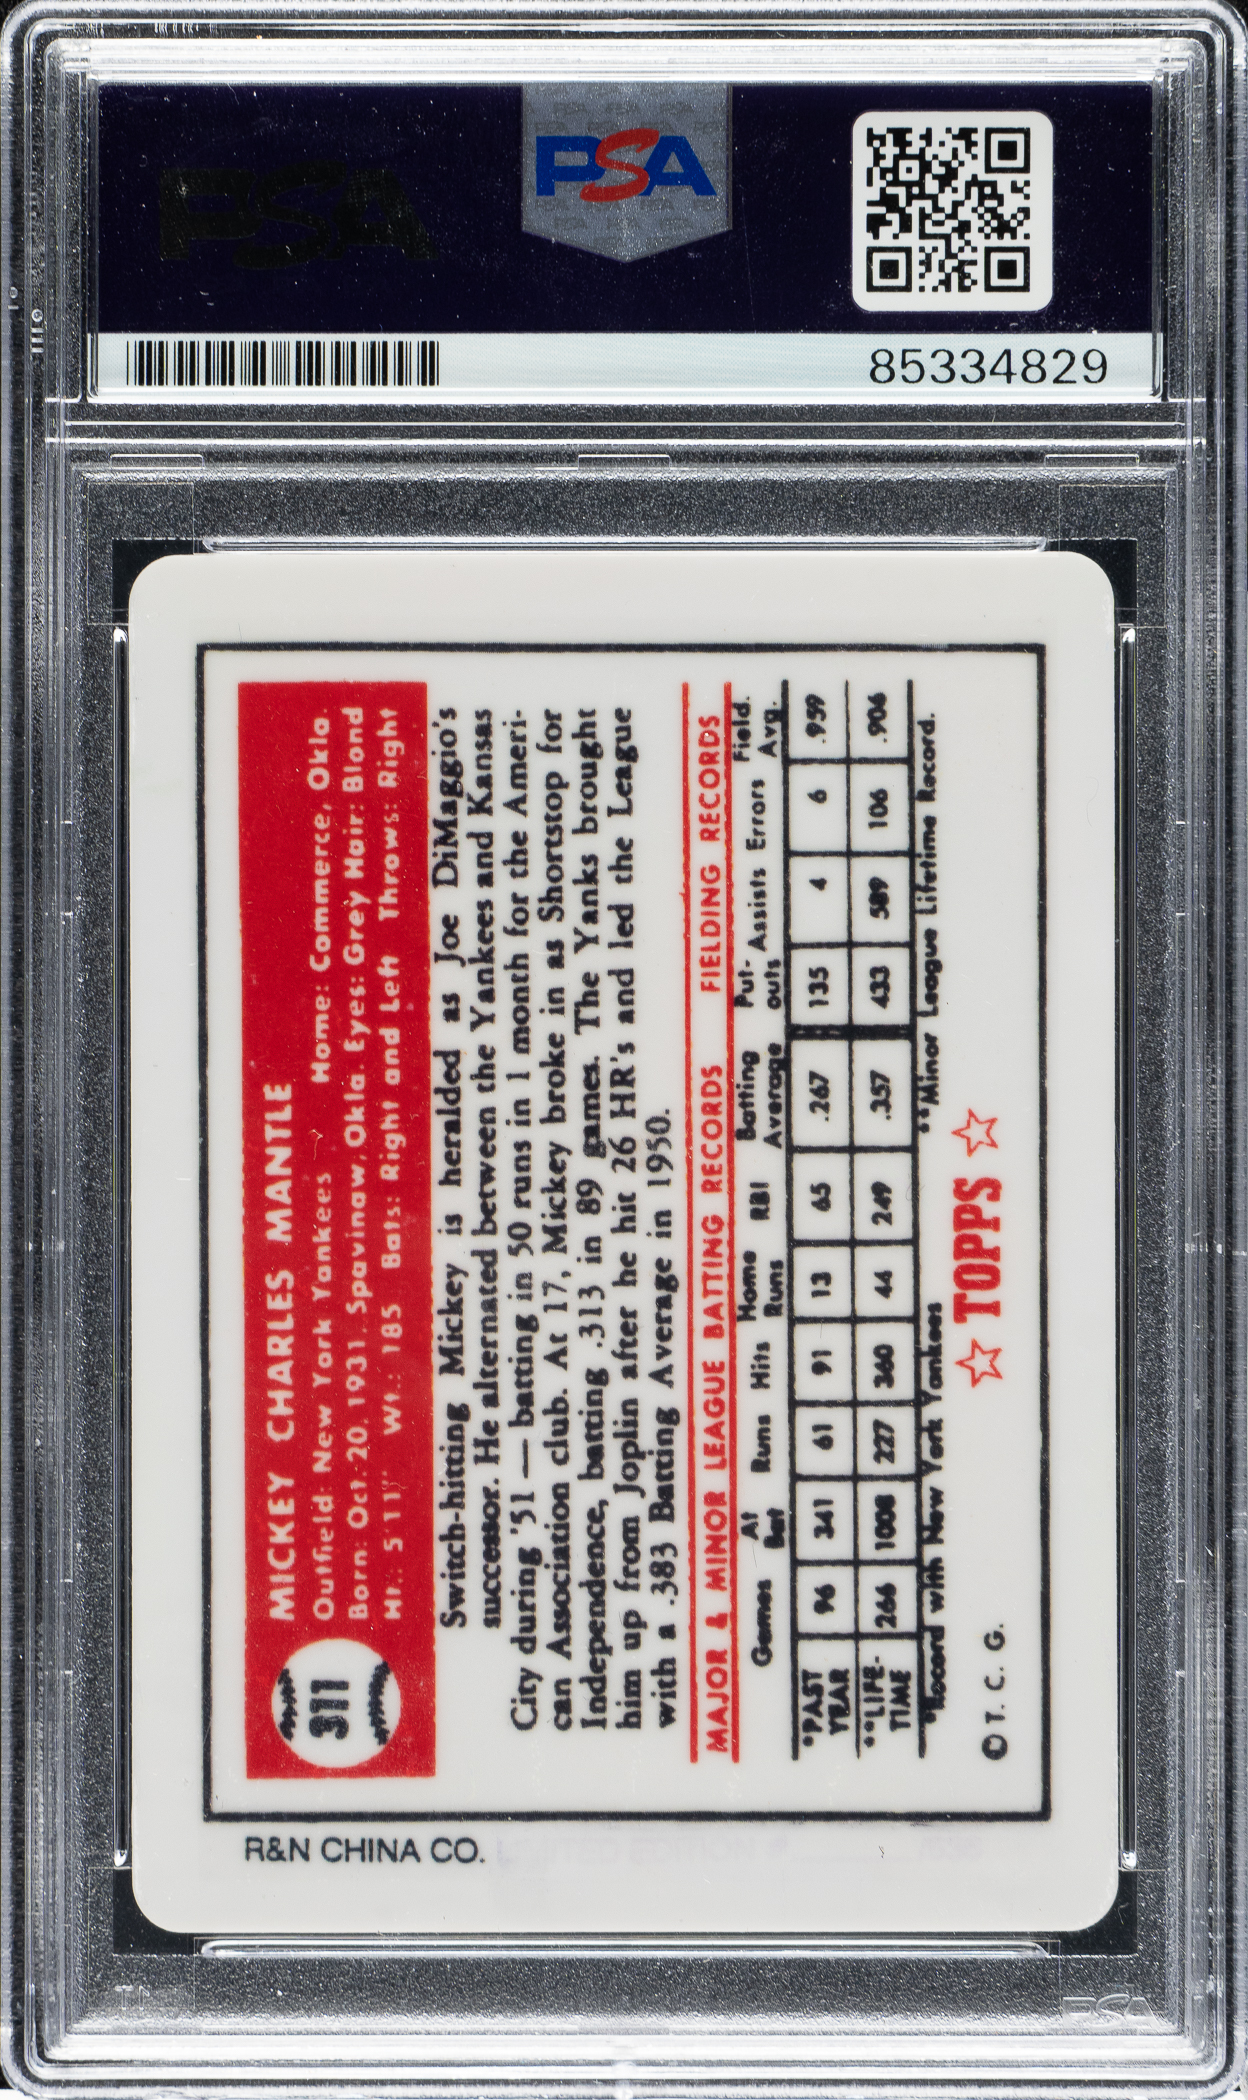 PSA
PSA
85334829
311
MICKEY CHARLES MANTLE
Outfield: New York Yankees Home: Commerce, Okla.
Born: Oct. 20, 1931, Spavinaw, Okla. Eyes: Grey Hair: Blond
Ht.: 5'11" Wt.: 185 Bats: Right and Left Throws: Right
Switch-hitting Mickey is heralded as Joe DiMaggio's
successor. He alternated between the Yankees and Kansas
City during '51 — batting in 50 runs in 1 month for the Ameri-
can Association club. At 17, Mickey broke in as Shortstop for
Independence, batting .313 in 89 games. The Yanks brought
him up from Joplin after he hit 26 HR's and led the League
with a .383 Batting Average in 1950.
MAJOR & MINOR LEAGUE BATTING RECORDS FIELDING RECORDS
Games At Bat Runs Hits Home Runs RBI Batting Average Put-outs Assists Errors Field. Avg.
*PAST YEAR 96 341 61 91 13 65 .267 135 4 6 .959
**LIFE-TIME 266 1008 227 360 44 249 .357 433 589 106 .906
*Record with New York Yankees **Minor League Lifetime Record.
©T. C. G. ☆ TOPPS ☆
R&N CHINA CO.
PSA